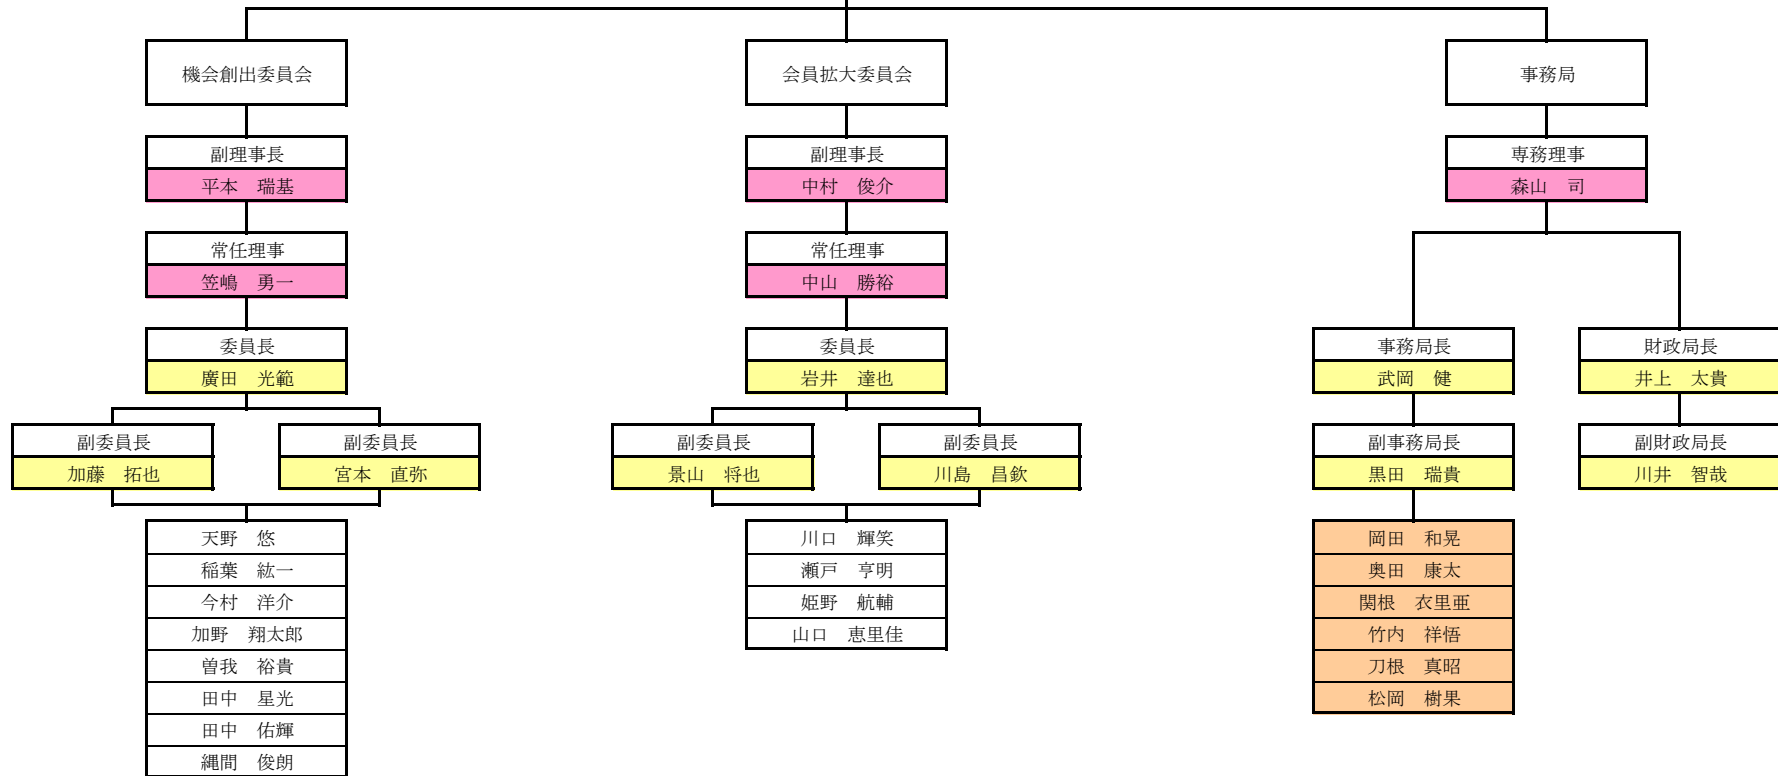 機会創出委員会
副理事長
平本　瑞基
常任理事
笠嶋　勇一
委員長
廣田　光範
副委員長
加藤　拓也
副委員長
宮本　直弥
天野　悠
稲葉　紘一
今村　洋介
加野　翔太郎
曽我　裕貴
田中　星光
田中　佑輝
縄間　俊朗
会員拡大委員会
副理事長
中村　俊介
常任理事
中山　勝裕
委員長
岩井　達也
副委員長
景山　将也
副委員長
川島　昌欽
川口　輝笑
瀬戸　亨明
姫野　航輔
山口　恵里佳
事務局
専務理事
森山　司
事務局長
武岡　健
副事務局長
黒田　瑞貴
岡田　和晃
奥田　康太
関根　衣里亜
竹内　祥悟
刀根　真昭
松岡　樹果
財政局長
井上　太貴
副財政局長
川井　智哉